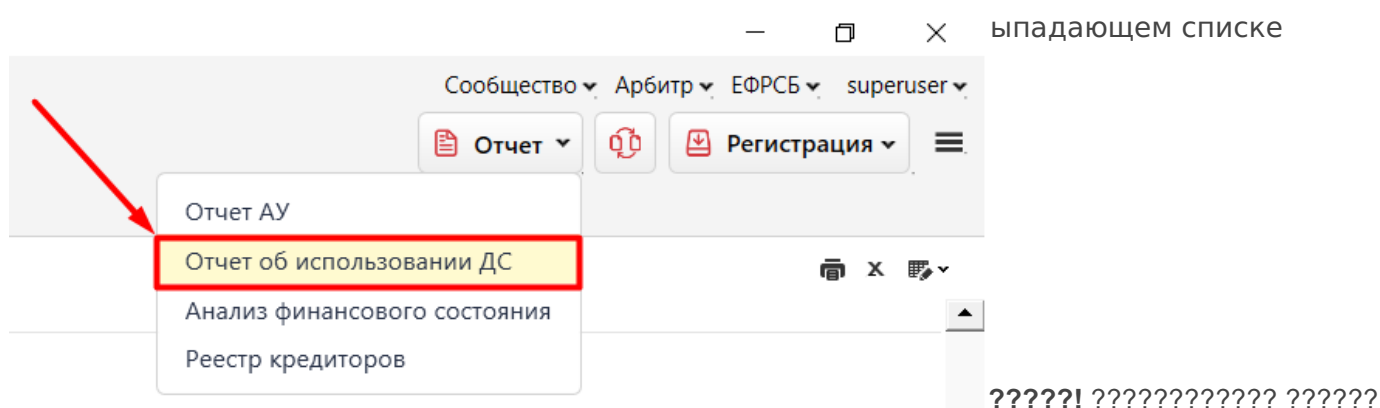 ыпадающем списке
Сообщество Арбитр ЕФРСБ superuser
Отчет Регистрация
Отчет АУ
Отчет об использовании ДС
Анализ финансового состояния
Реестр кредиторов
?????! ???????????? ??????